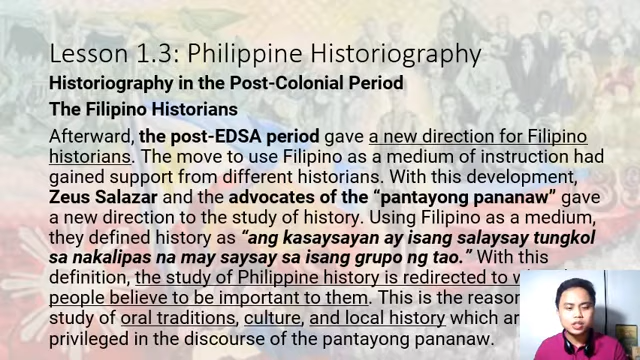 Lesson 1.3: Philippine Historiography
Historiography in the Post-Colonial Period
The Filipino Historians
Afterward, the post-EDSA period gave a new direction for Filipino
historians. The move to use Filipino as a medium of instruction had
gained support from different historians. With this development,
Zeus Salazar and the advocates of the “pantayong pananaw” gave
a new direction to the study of history. Using Filipino as a medium,
they defined history as “ang kasaysayan ay isang salaysay tungkol
sa nakalipas na may saysay sa isang grupo ng tao.” With this
definition, the study of Philippine history is redirected to
people believe to be important to them. This is the reason
study of oral traditions, culture, and local history which
privileged in the discourse of the pantayong pananaw.